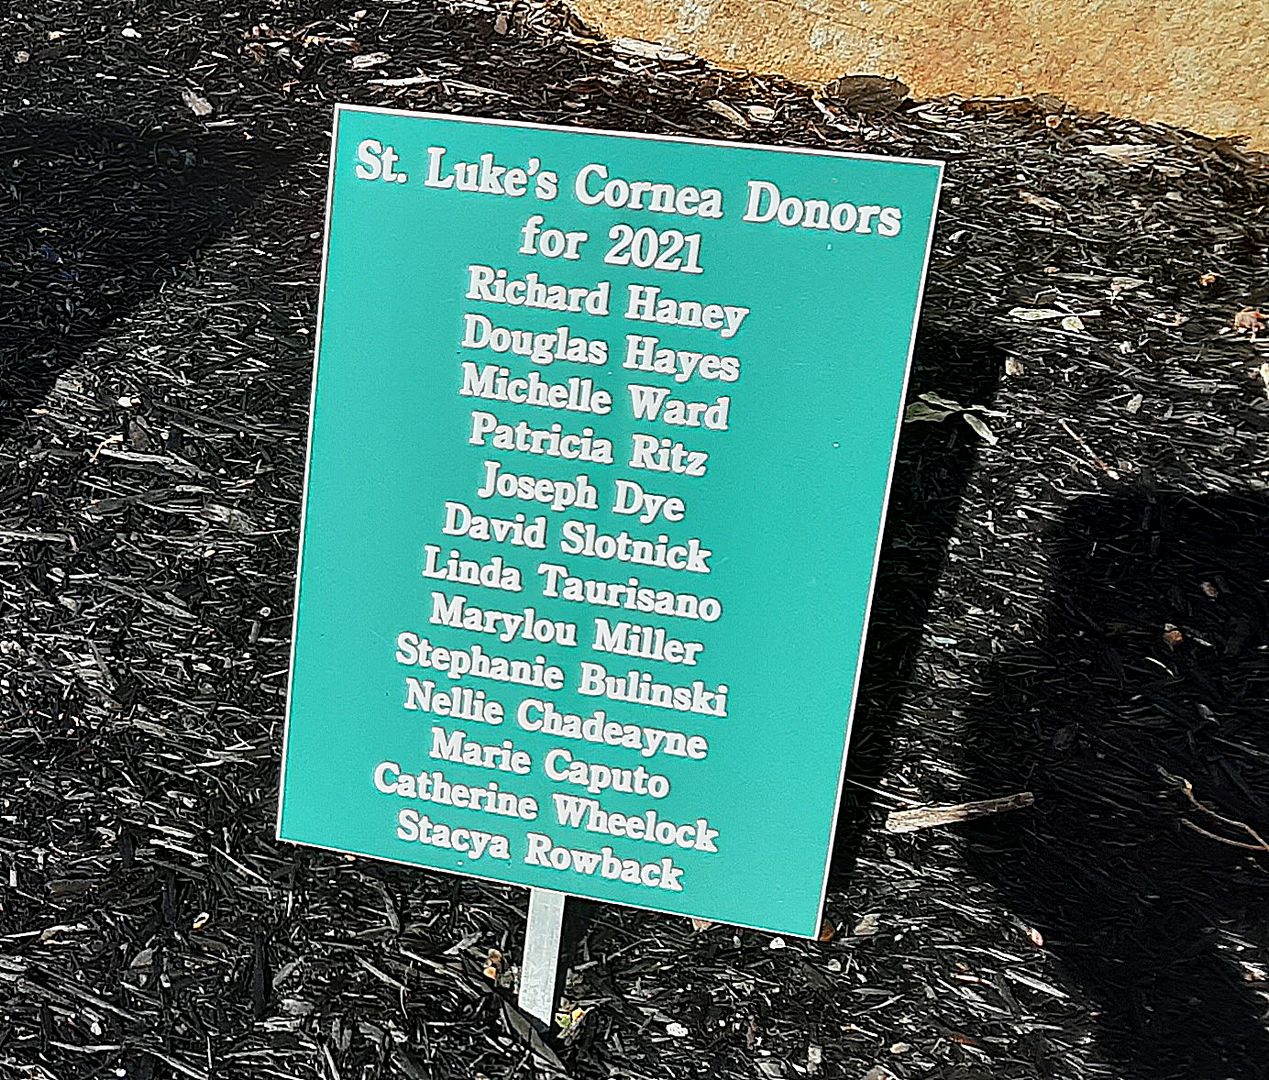 St. Luke's Cornea Donors
for 2021
Richard Haney
Douglas Hayes
Michelle Ward
Patricia Ritz
Joseph Dye
David Slotnick
Linda Taurisano
Marylou Miller
Stephanie Bulinski
Nellie Chadeayne
Marie Caputo
Catherine Wheelock
Stacya Rowback